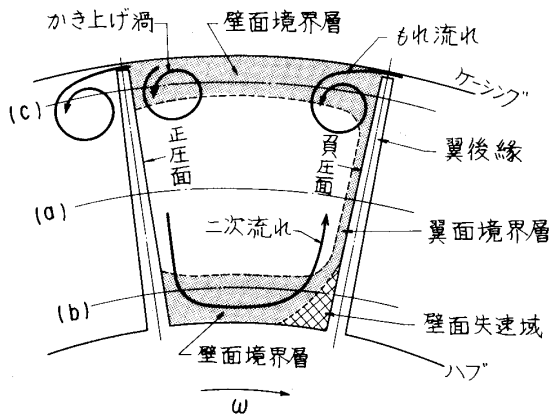 かき上げ渦
壁面境界層
もれ流れ
ケーシング
(c)
正圧面
負圧面
翼後縁
(a)
二次流れ
翼面境界層
(b)
壁面失速域
壁面境界層
ハブ
ω